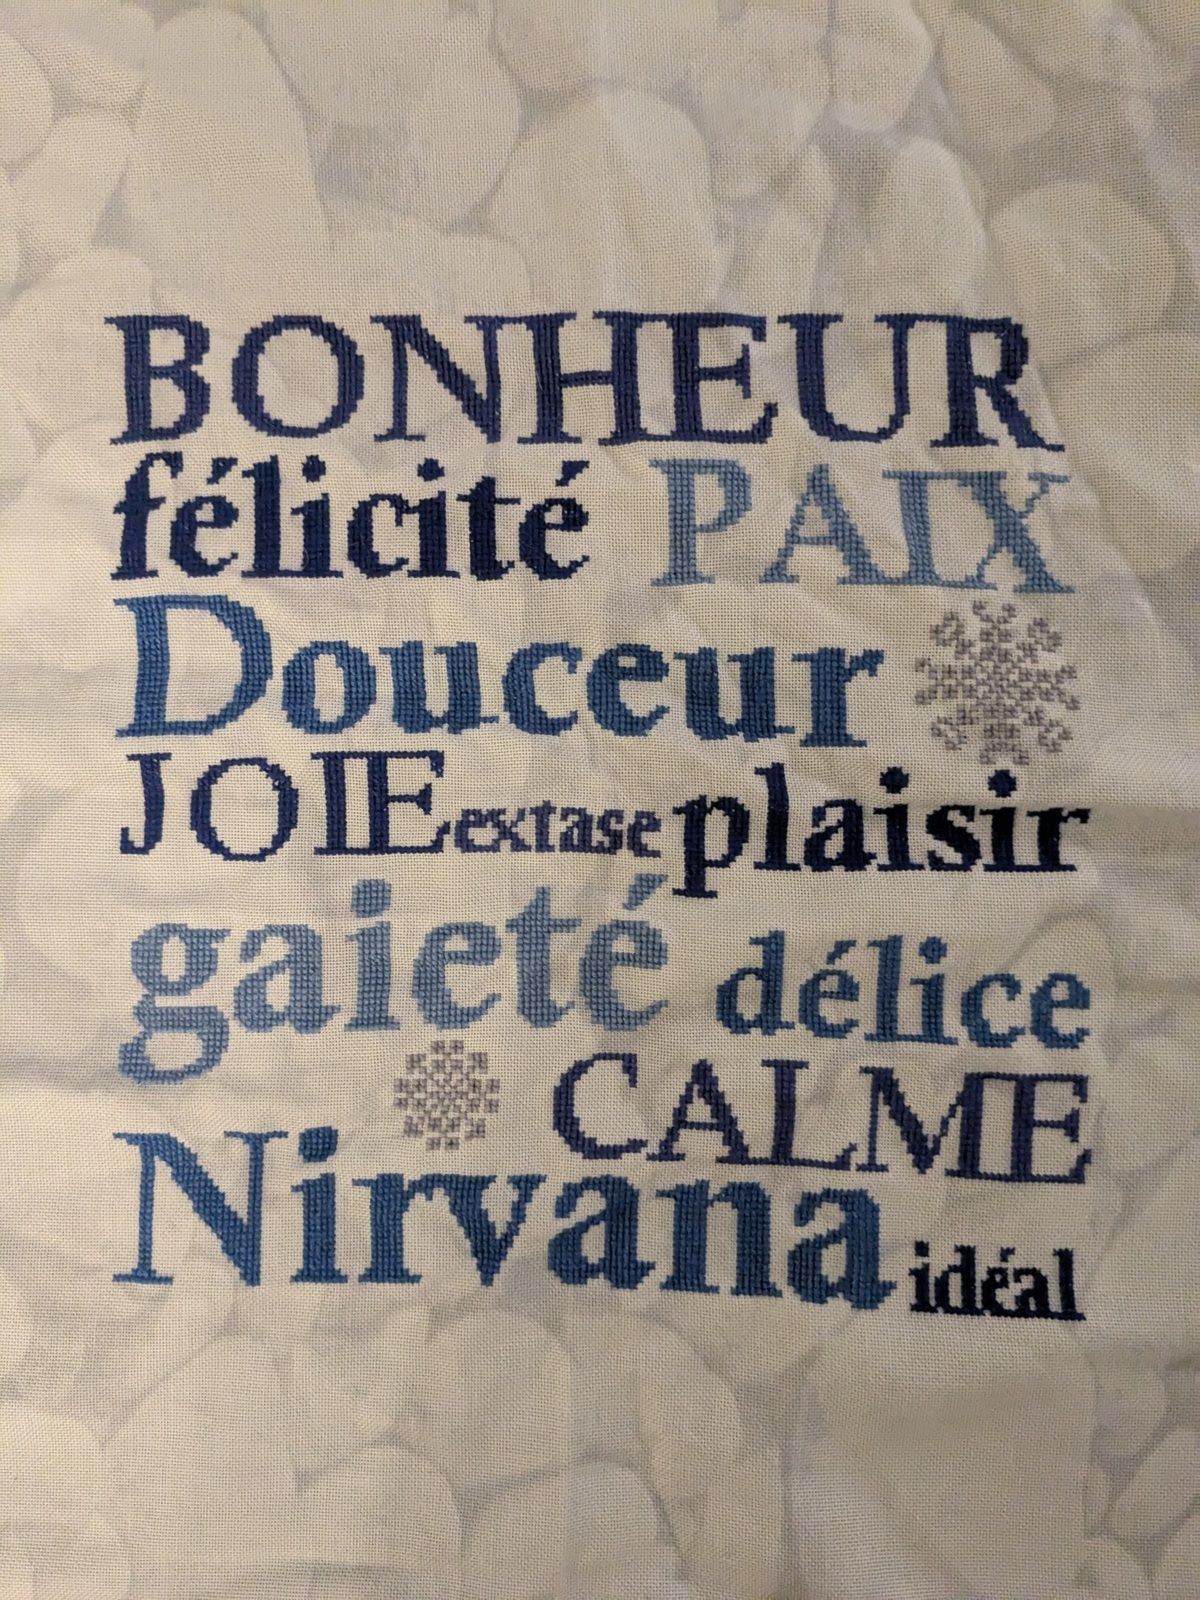 BONHEUR
félicité PAIX
Douceur
JOIE extase plaisir
gaieté délice
CALME
Nirvana idéal